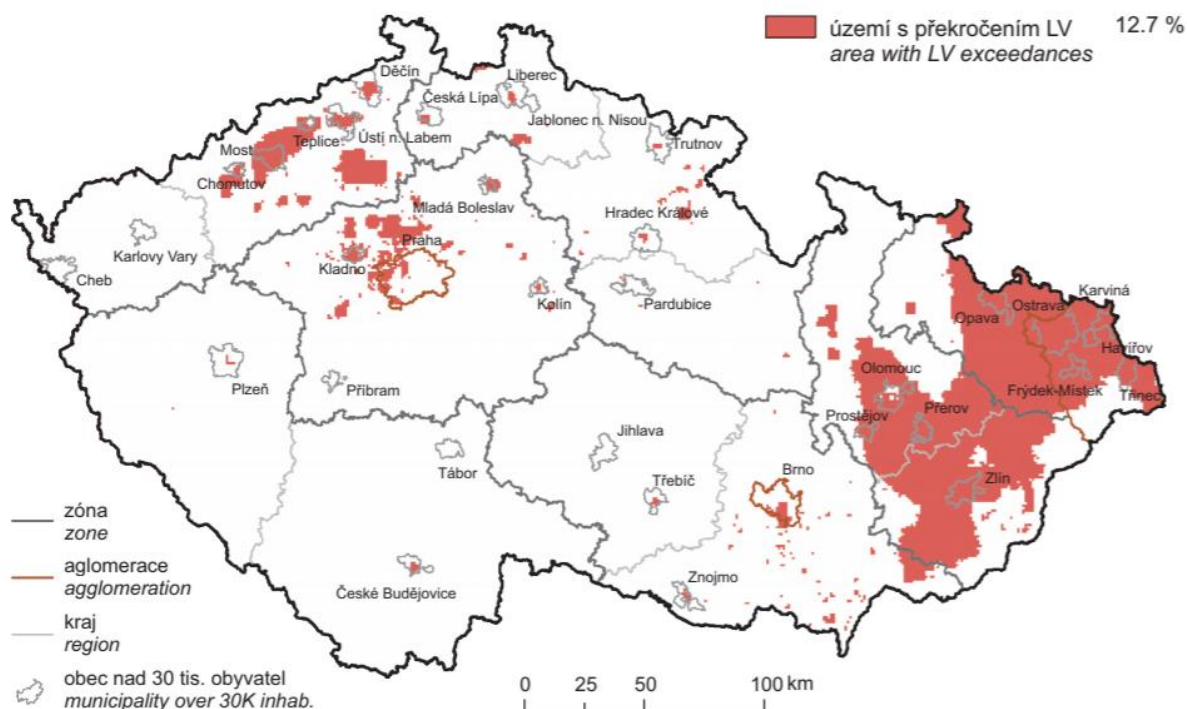 území s překročením LV 12.7 %
area with LV exceedances
Děčín
Liberec
Česká Lípa
Jablonec n. Nisou
Teplice
Ústí n. Labem
Trutnov
Most
Chomutov
Mladá Boleslav
Hradec Králové
Karlovy Vary
Praha
Cheb
Kladno
Kolín
Pardubice
Karviná
Ostrava
Opava
Havířov
Plzeň
Příbram
Olomouc
Frýdek-Místek
Třinec
Prostějov
Přerov
Jihlava
Tábor
Brno
Třebíč
Zlín
zóna
zone
aglomerace
agglomeration
České Budějovice
Znojmo
kraj
region
obec nad 30 tis. obyvatel
municipality over 30K inhab.
0 25 50 100 km